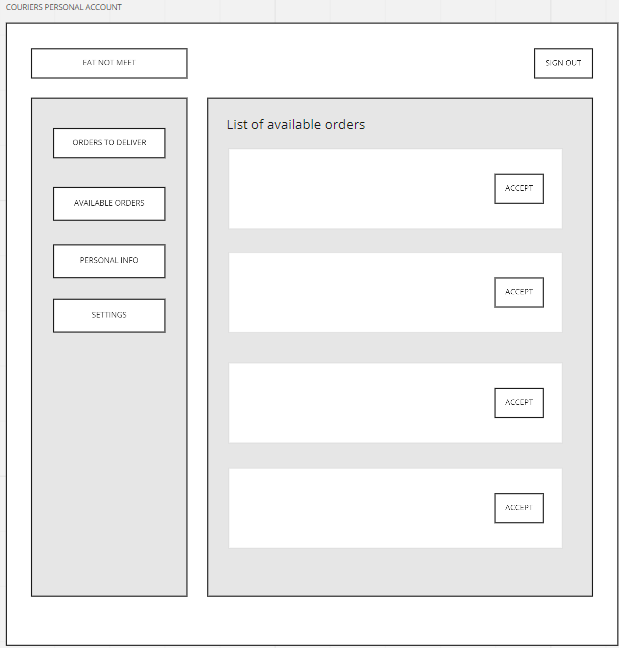 COURIERS PERSONAL ACCOUNT
EAT NOT MEET
SIGN OUT
ORDERS TO DELIVER
AVAILABLE ORDERS
PERSONAL INFO
SETTINGS
List of available orders
ACCEPT
ACCEPT
ACCEPT
ACCEPT